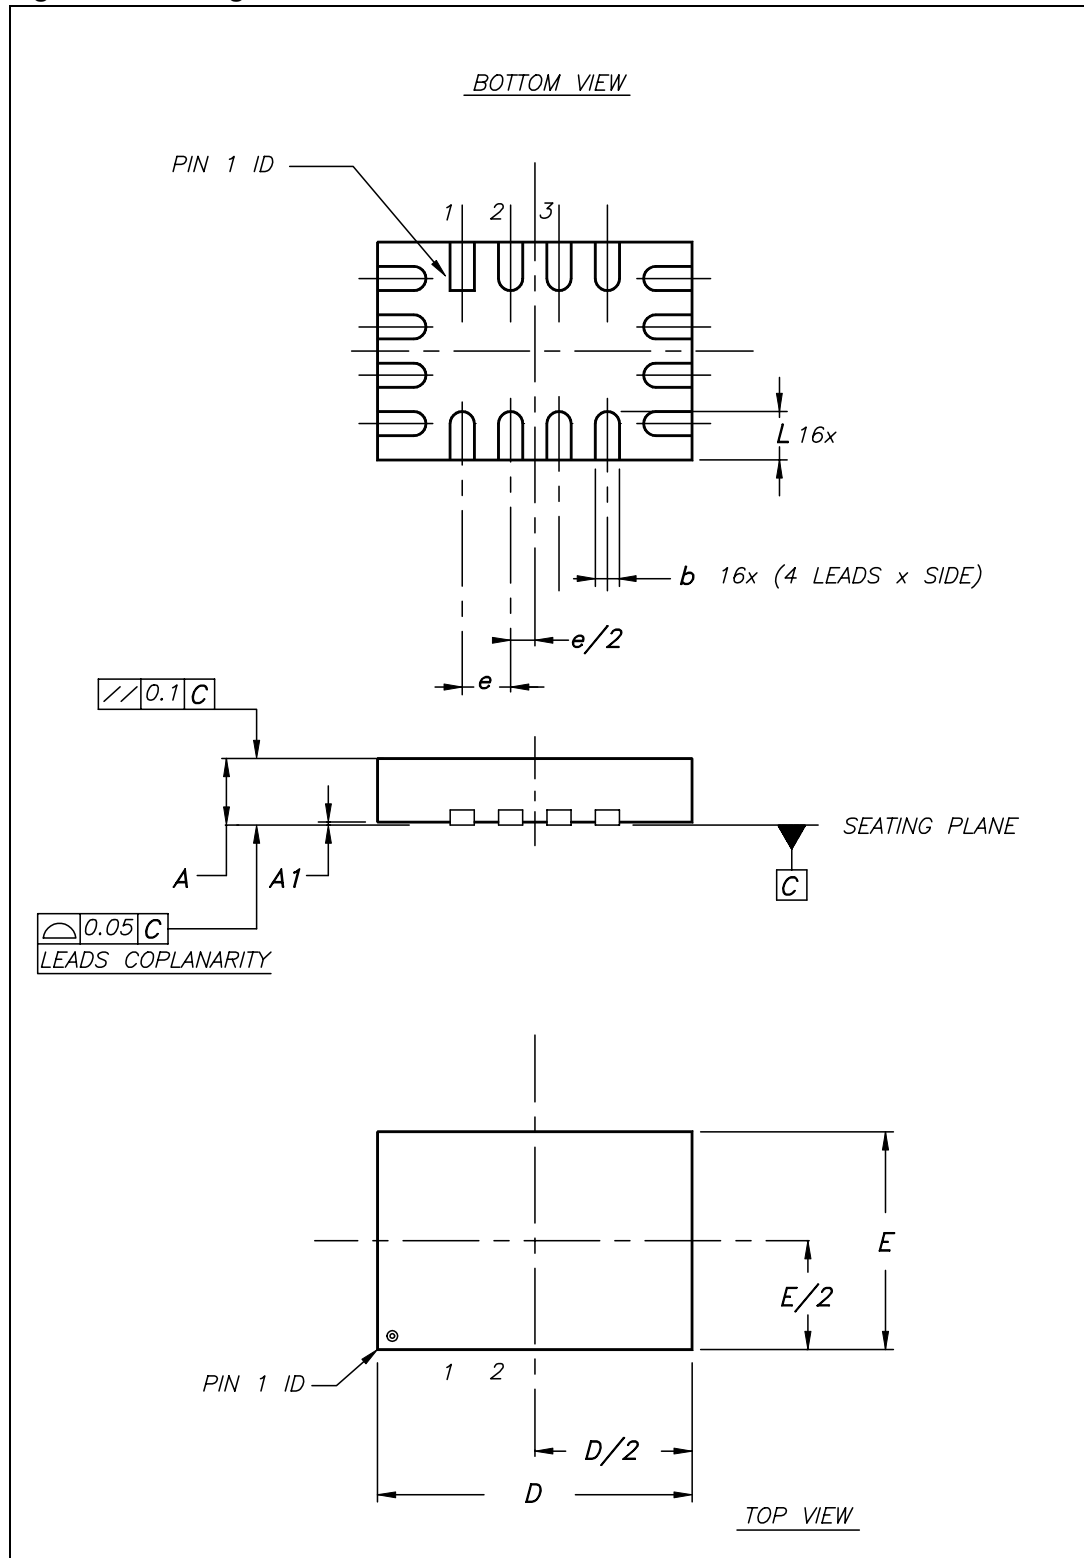 BOTTOM VIEW
PIN 1 ID
1 2 3
L 16x
b 16x (4 LEADS x SIDE)
e/2
e
// 0.1 C
SEATING PLANE
A A1
C
0.05 C
LEADS COPLANARITY
E
E/2
1 2
PIN 1 ID
D/2
D
TOP VIEW